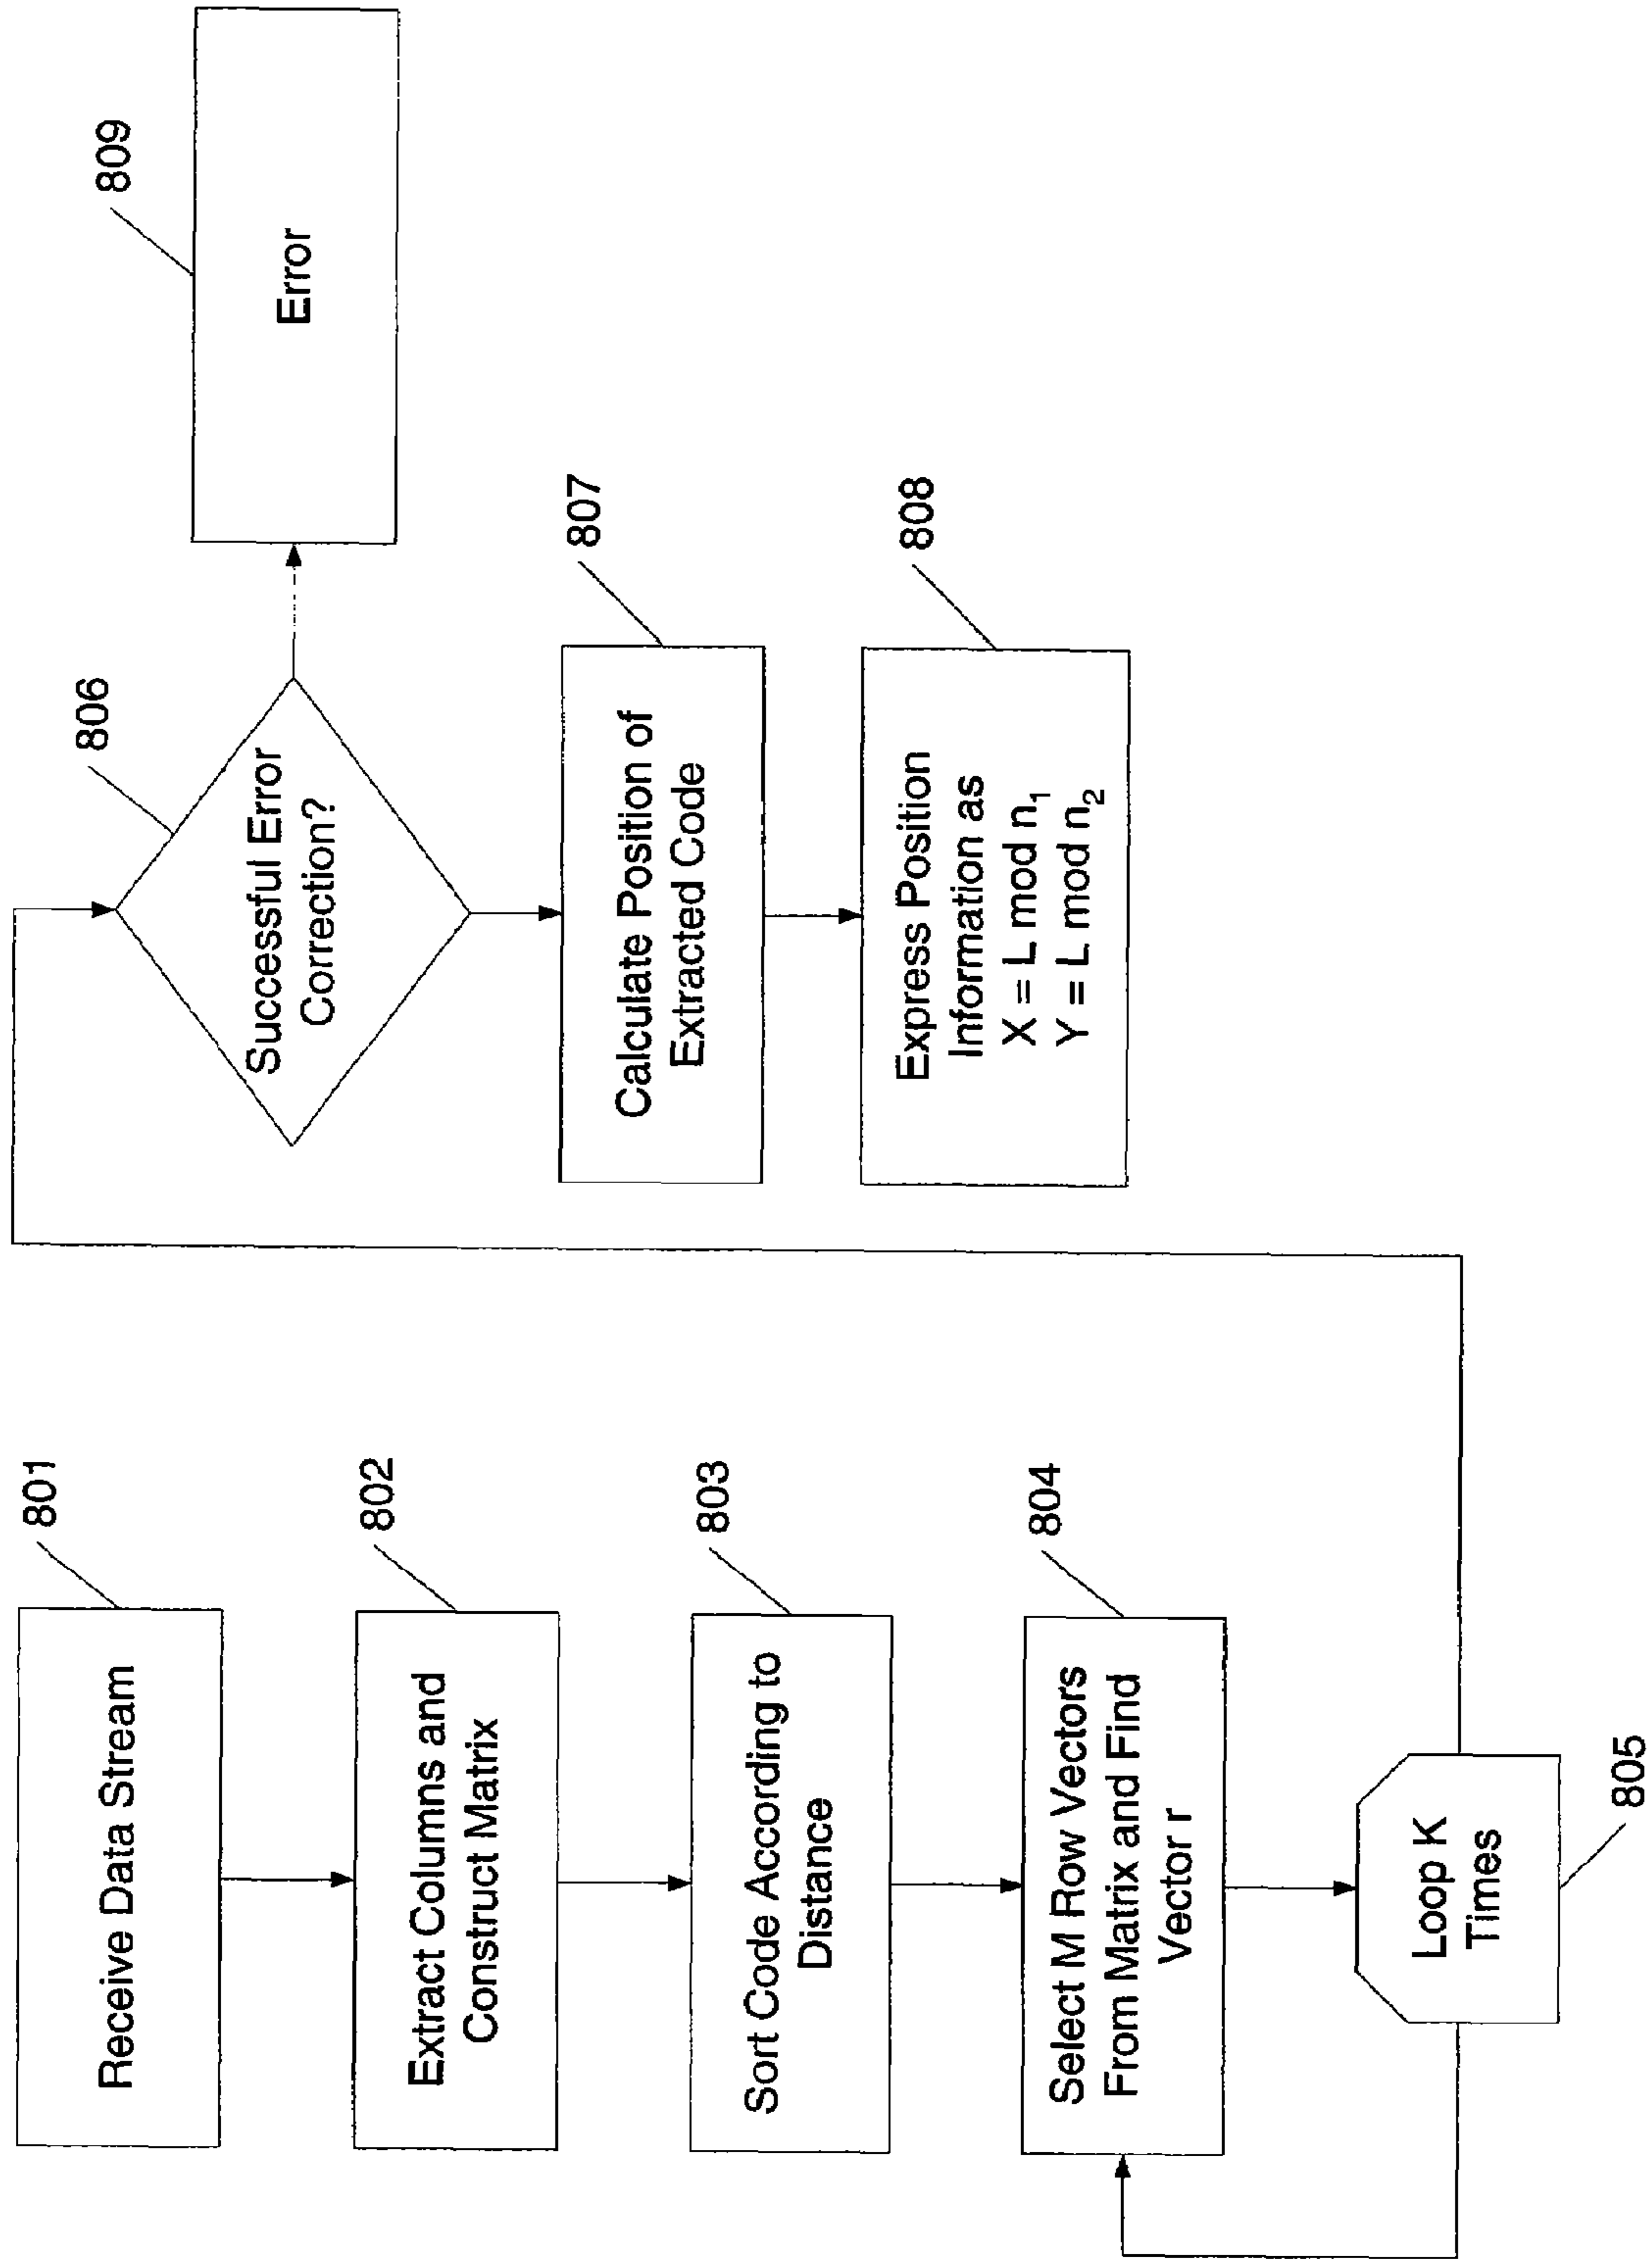 801
Receive Data Stream
802
Extract Columns and
Construct Matrix
803
Sort Code According to
Distance
804
Select M Row Vectors
From Matrix and Find
Vector r
Loop K
Times
805
806
Successful Error
Correction?
809
Error
807
Calculate Position of
Extracted Code
808
Express Position
Information as
X = L mod n₁
Y = L mod n₂